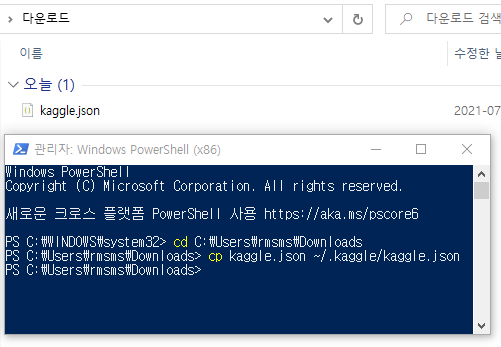 > 다운로드
다운로드 검색
이름
수정한 날
오늘 (1)
kaggle.json
2021-07
관리자: Windows PowerShell (x86)
Windows PowerShell
Copyright (C) Microsoft Corporation. All rights reserved.
새로운 크로스 플랫폼 PowerShell 사용 https://aka.ms/pscore6
PS C:₩WINDOWS₩system32> cd C:₩Users₩rmsms₩Downloads
PS C:₩Users₩rmsms₩Downloads> cp kaggle.json ~/.kaggle/kaggle.json
PS C:₩Users₩rmsms₩Downloads>